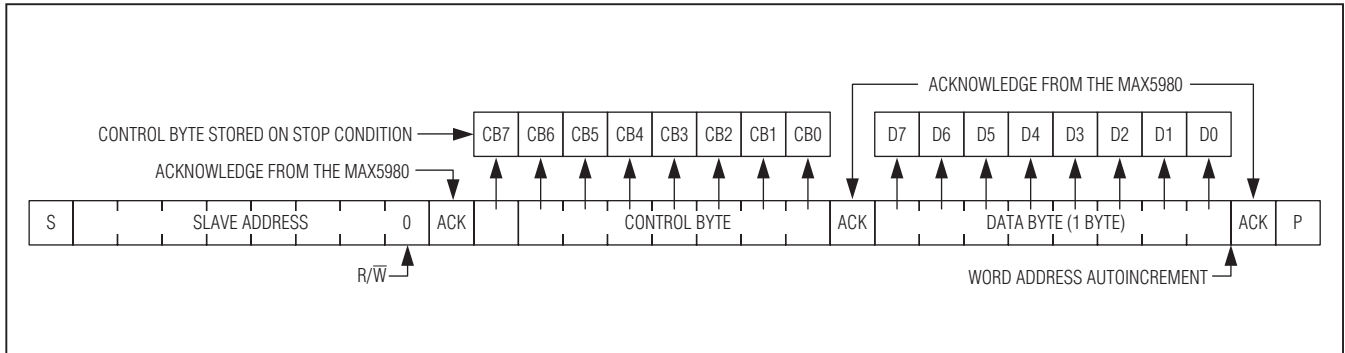 ACKNOWLEDGE FROM THE MAX5980
CONTROL BYTE STORED ON STOP CONDITION CB7 CB6 CB5 CB4 CB3 CB2 CB1 CB0 D7 D6 D5 D4 D3 D2 D1 D0
ACKNOWLEDGE FROM THE MAX5980
S SLAVE ADDRESS 0 ACK CONTROL BYTE ACK DATA BYTE (1 BYTE) ACK P
R/W̅ WORD ADDRESS AUTOINCREMENT